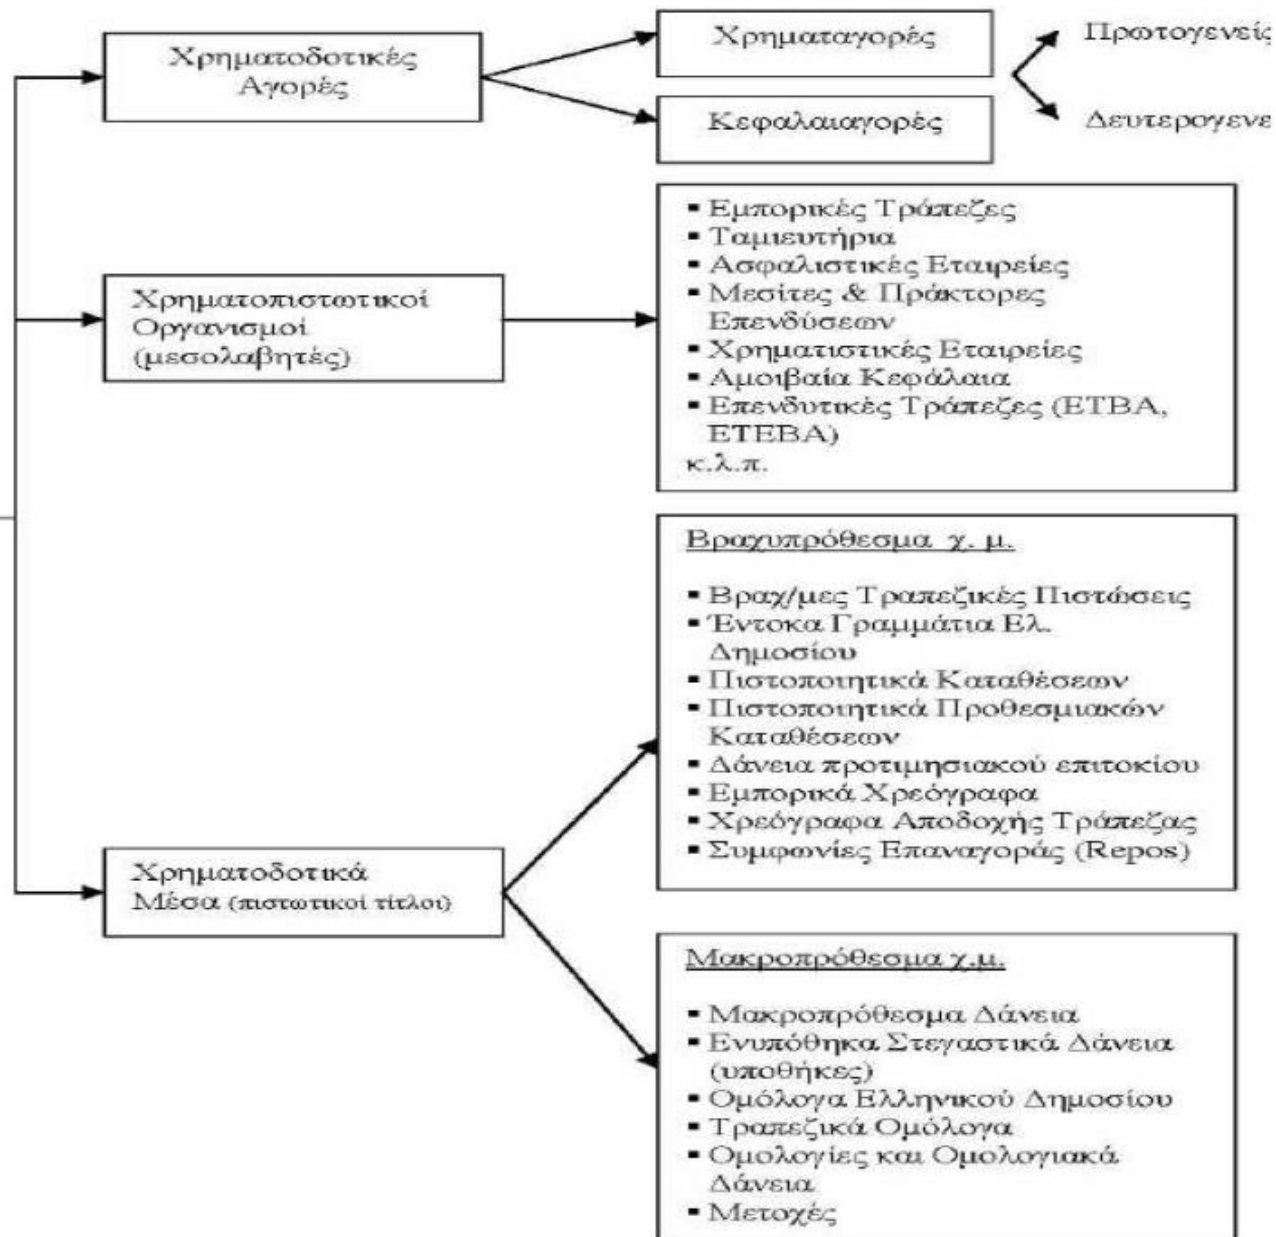 Χρηματοδοτικές
Αγορές
Χρηματαγορές
Κεφαλαιαγορές
Πρωτογενείς
Δευτερογενε
Χρηματοπιστωτικοί
Οργανισμοί
(μεσολαβητές)
▪ Εμπορικές Τράπεζες
▪ Ταμιευτήρια
▪ Ασφαλιστικές Εταιρείες
▪ Μεσίτες & Πράκτορες
Επενδύσεων
▪ Χρηματιστικές Εταιρείες
▪ Αμοιβαία Κεφάλαια
▪ Επενδυτικές Τράπεζες (ΕΤΒΑ,
ΕΤΕΒΑ)
κ.λ.π.
Χρηματοδοτικά
Μέσα (πιστωτικοί τίτλοι)
Βραχυπρόθεσμα χ. μ.
▪ Βραχ/μες Τραπεζικές Πιστώσεις
▪ Έντοκα Γραμμάτια Ελ.
Δημοσίου
▪ Πιστοποιητικά Καταθέσεων
▪ Πιστοποιητικά Προθεσμιακών
Καταθέσεων
▪ Δάνεια προτιμησιακού επιτοκίου
▪ Εμπορικά Χρεόγραφα
▪ Χρεόγραφα Αποδοχής Τράπεζας
▪ Συμφωνίες Επαναγοράς (Repos)
Μακροπρόθεσμα χ.μ.
▪ Μακροπρόθεσμα Δάνεια
▪ Ενυπόθηκα Στεγαστικά Δάνεια
(υποθήκες)
▪ Ομόλογα Ελληνικού Δημοσίου
▪ Τραπεζικά Ομόλογα
▪ Ομολογίες και Ομολογιακά
Δάνεια
▪ Μετοχές